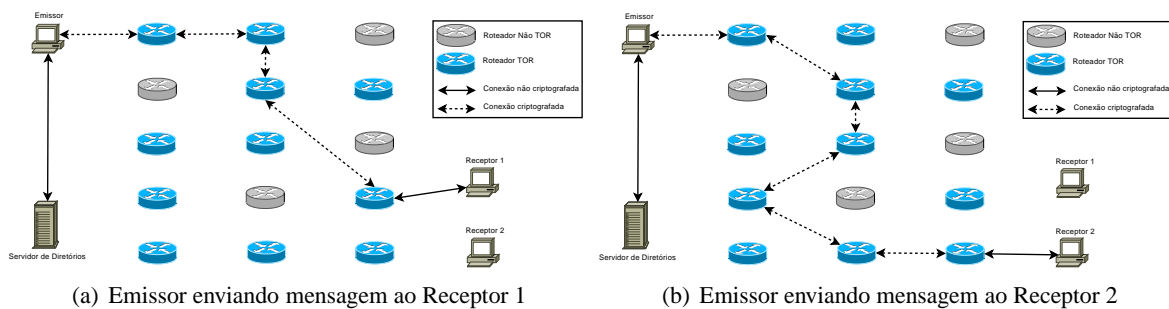 Emissor
Roteador Não TOR
Roteador TOR
Conexão não criptografada
Conexão criptografada
Receptor 1
Receptor 2
Servidor de Diretórios
(a) Emissor enviando mensagem ao Receptor 1
Emissor
Roteador Não TOR
Roteador TOR
Conexão não criptografada
Conexão criptografada
Receptor 1
Receptor 2
Servidor de Diretórios
(b) Emissor enviando mensagem ao Receptor 2